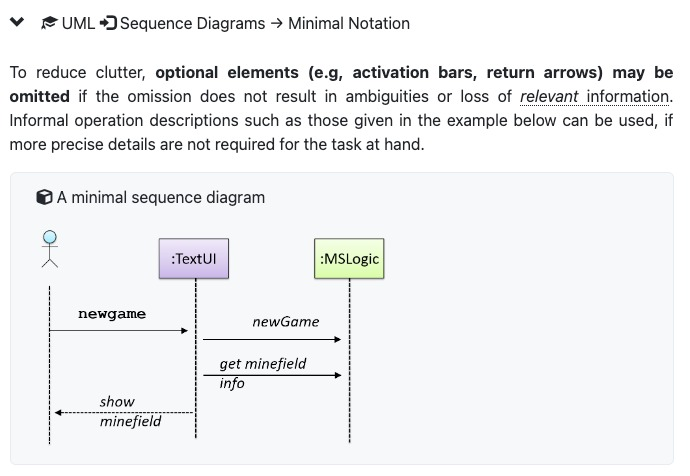 UML Sequence Diagrams → Minimal Notation
To reduce clutter, optional elements (e.g, activation bars, return arrows) may be
omitted if the omission does not result in ambiguities or loss of relevant information.
Informal operation descriptions such as those given in the example below can be used, if
more precise details are not required for the task at hand.
A minimal sequence diagram
:TextUI
:MSLogic
newgame
newGame
get minefield
info
show
minefield